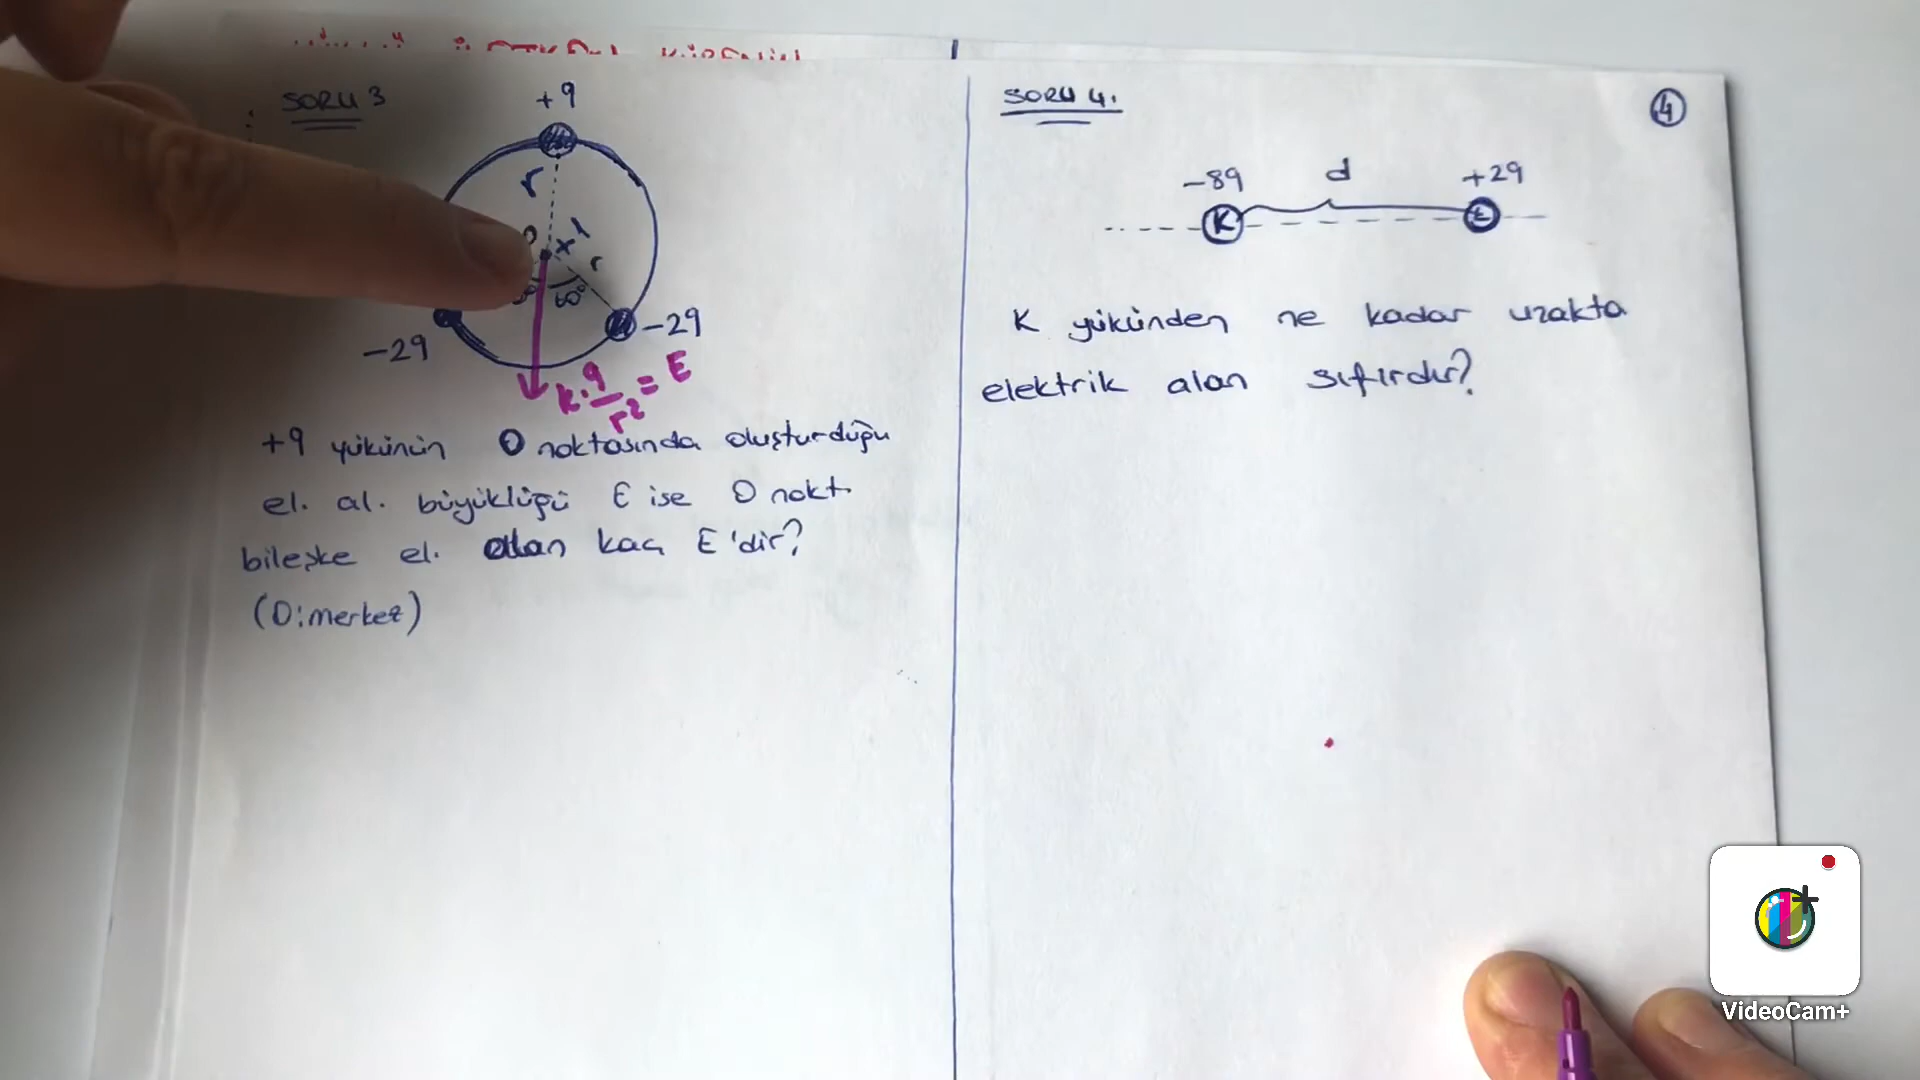 SORU 3
+q
r
O
+1
r
60°
-2q
-2q
k.q/r² = E
+q yükünün O noktasında oluşturduğu
el. al. büyüklüğü E ise O nokt.
bileşke el. alan kaç E'dir?
(O:merkez)
SORU 4.
4
-8q
d
+2q
K
L
K yükünden ne kadar uzakta
elektrik alan sıfırdır?
VideoCam+